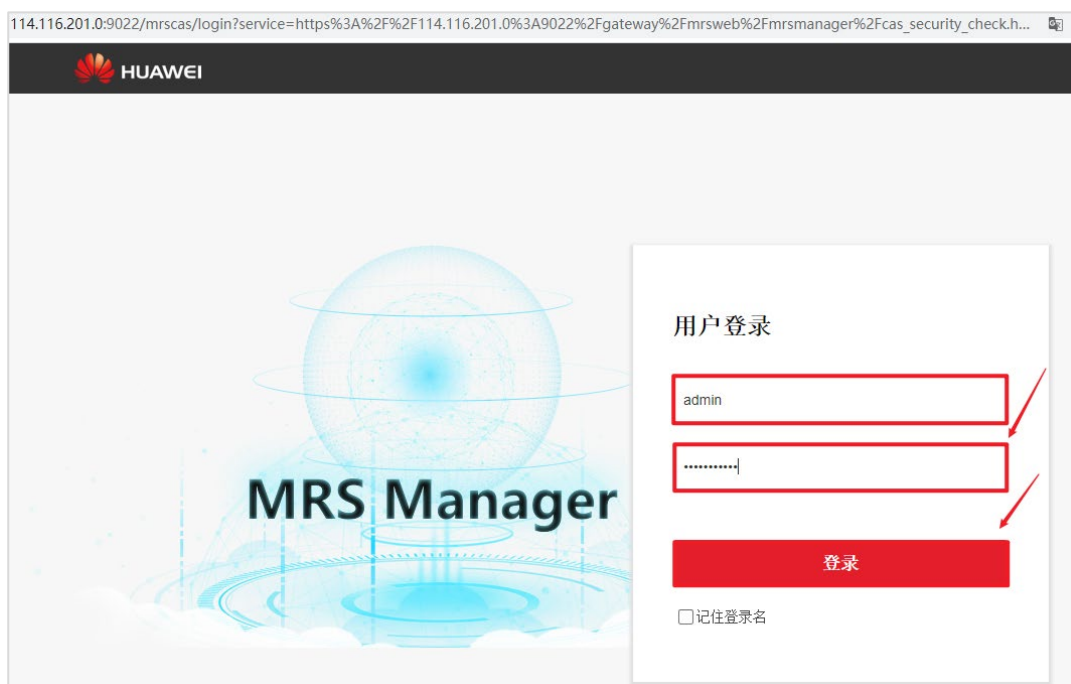 114.116.201.0:9022/mrscas/login?service=https%3A%2F%2F114.116.201.0%3A9022%2Fgateway%2Fmrsweb%2Fmrsmanager%2Fcas_security_check.h...
HUAWEI
用户登录
admin
•••••••••••
MRS Manager
登录
记住登录名